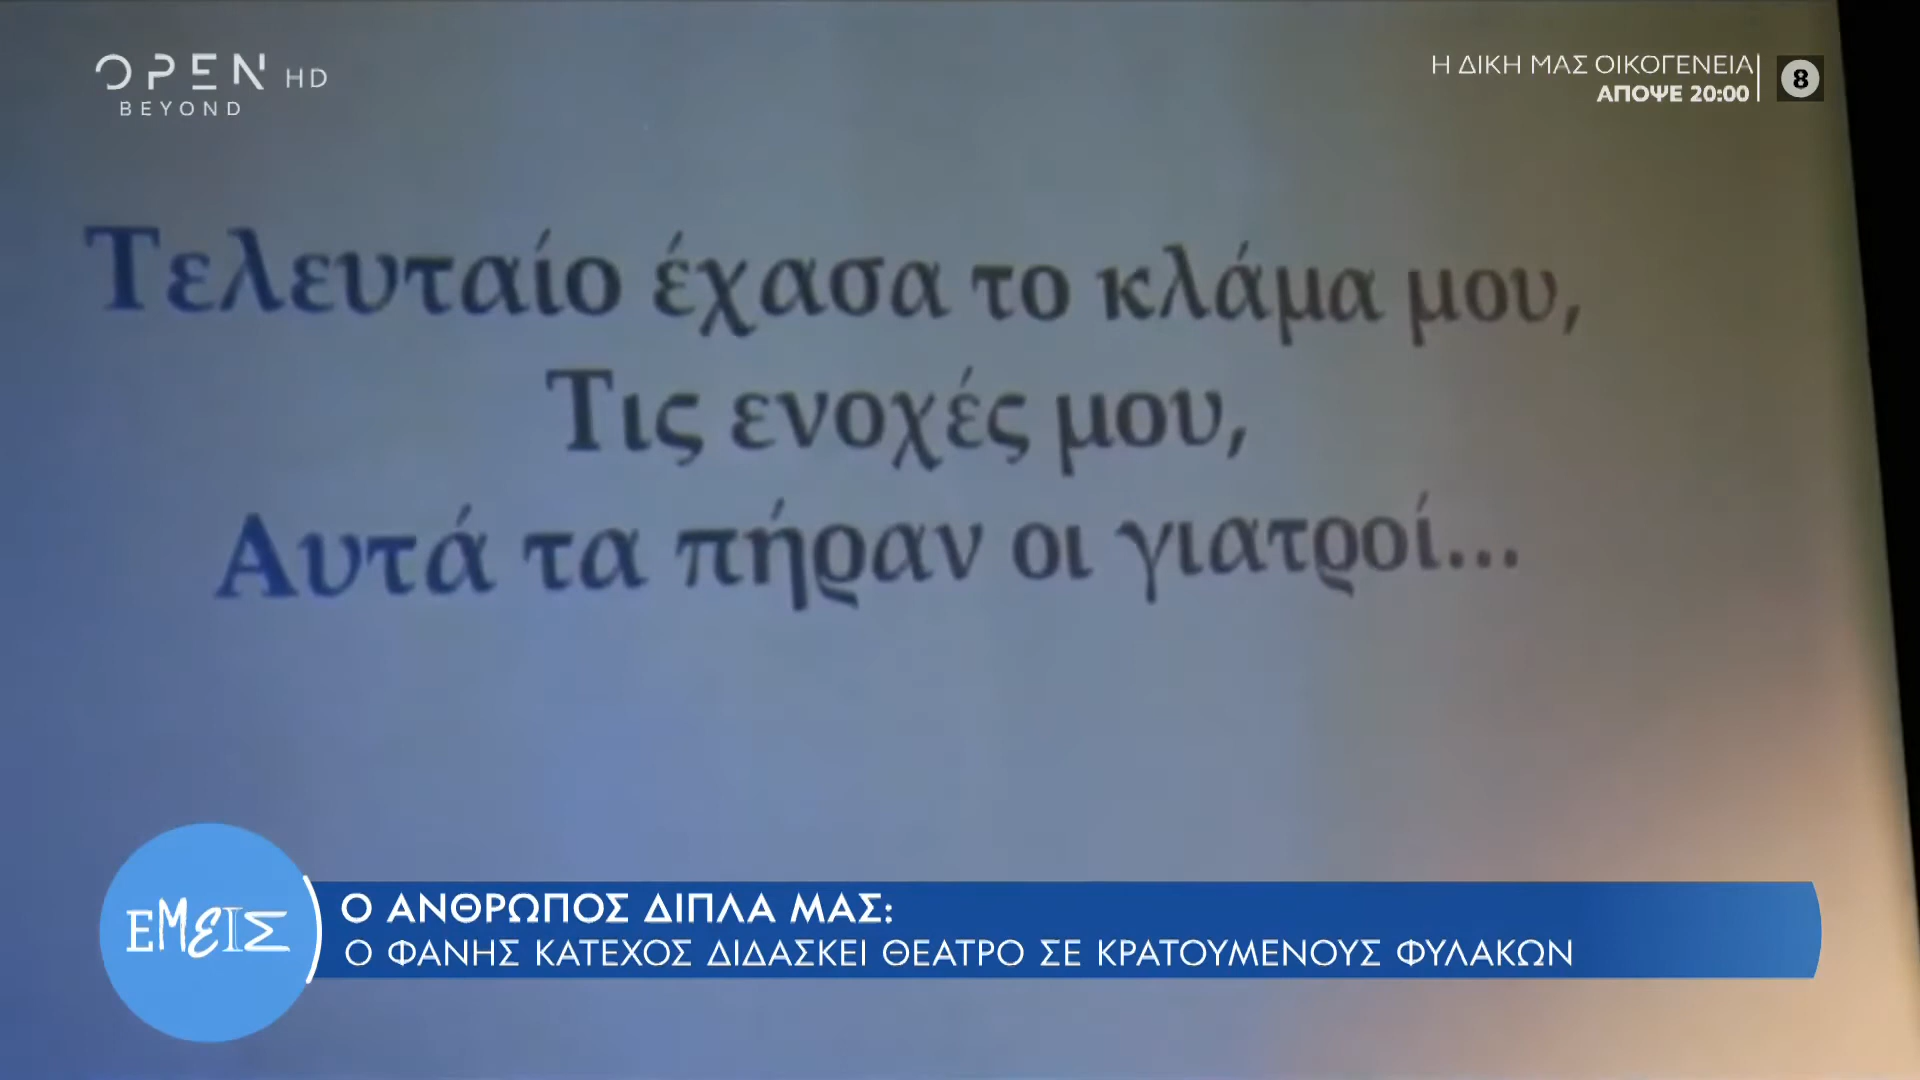 OPEN HD
BEYOND
Η ΔΙΚΗ ΜΑΣ ΟΙΚΟΓΕΝΕΙΑ
ΑΠΟΨΕ 20:00
8
Τελευταίο έχασα το κλάμα μου,
Τις ενοχές μου,
Αυτά τα πήραν οι γιατροί...
ΕΜΕΙΣ
Ο ΑΝΘΡΩΠΟΣ ΔΙΠΛΑ ΜΑΣ:
Ο ΦΑΝΗΣ ΚΑΤΕΧΟΣ ΔΙΔΑΣΚΕΙ ΘΕΑΤΡΟ ΣΕ ΚΡΑΤΟΥΜΕΝΟΥΣ ΦΥΛΑΚΩΝ